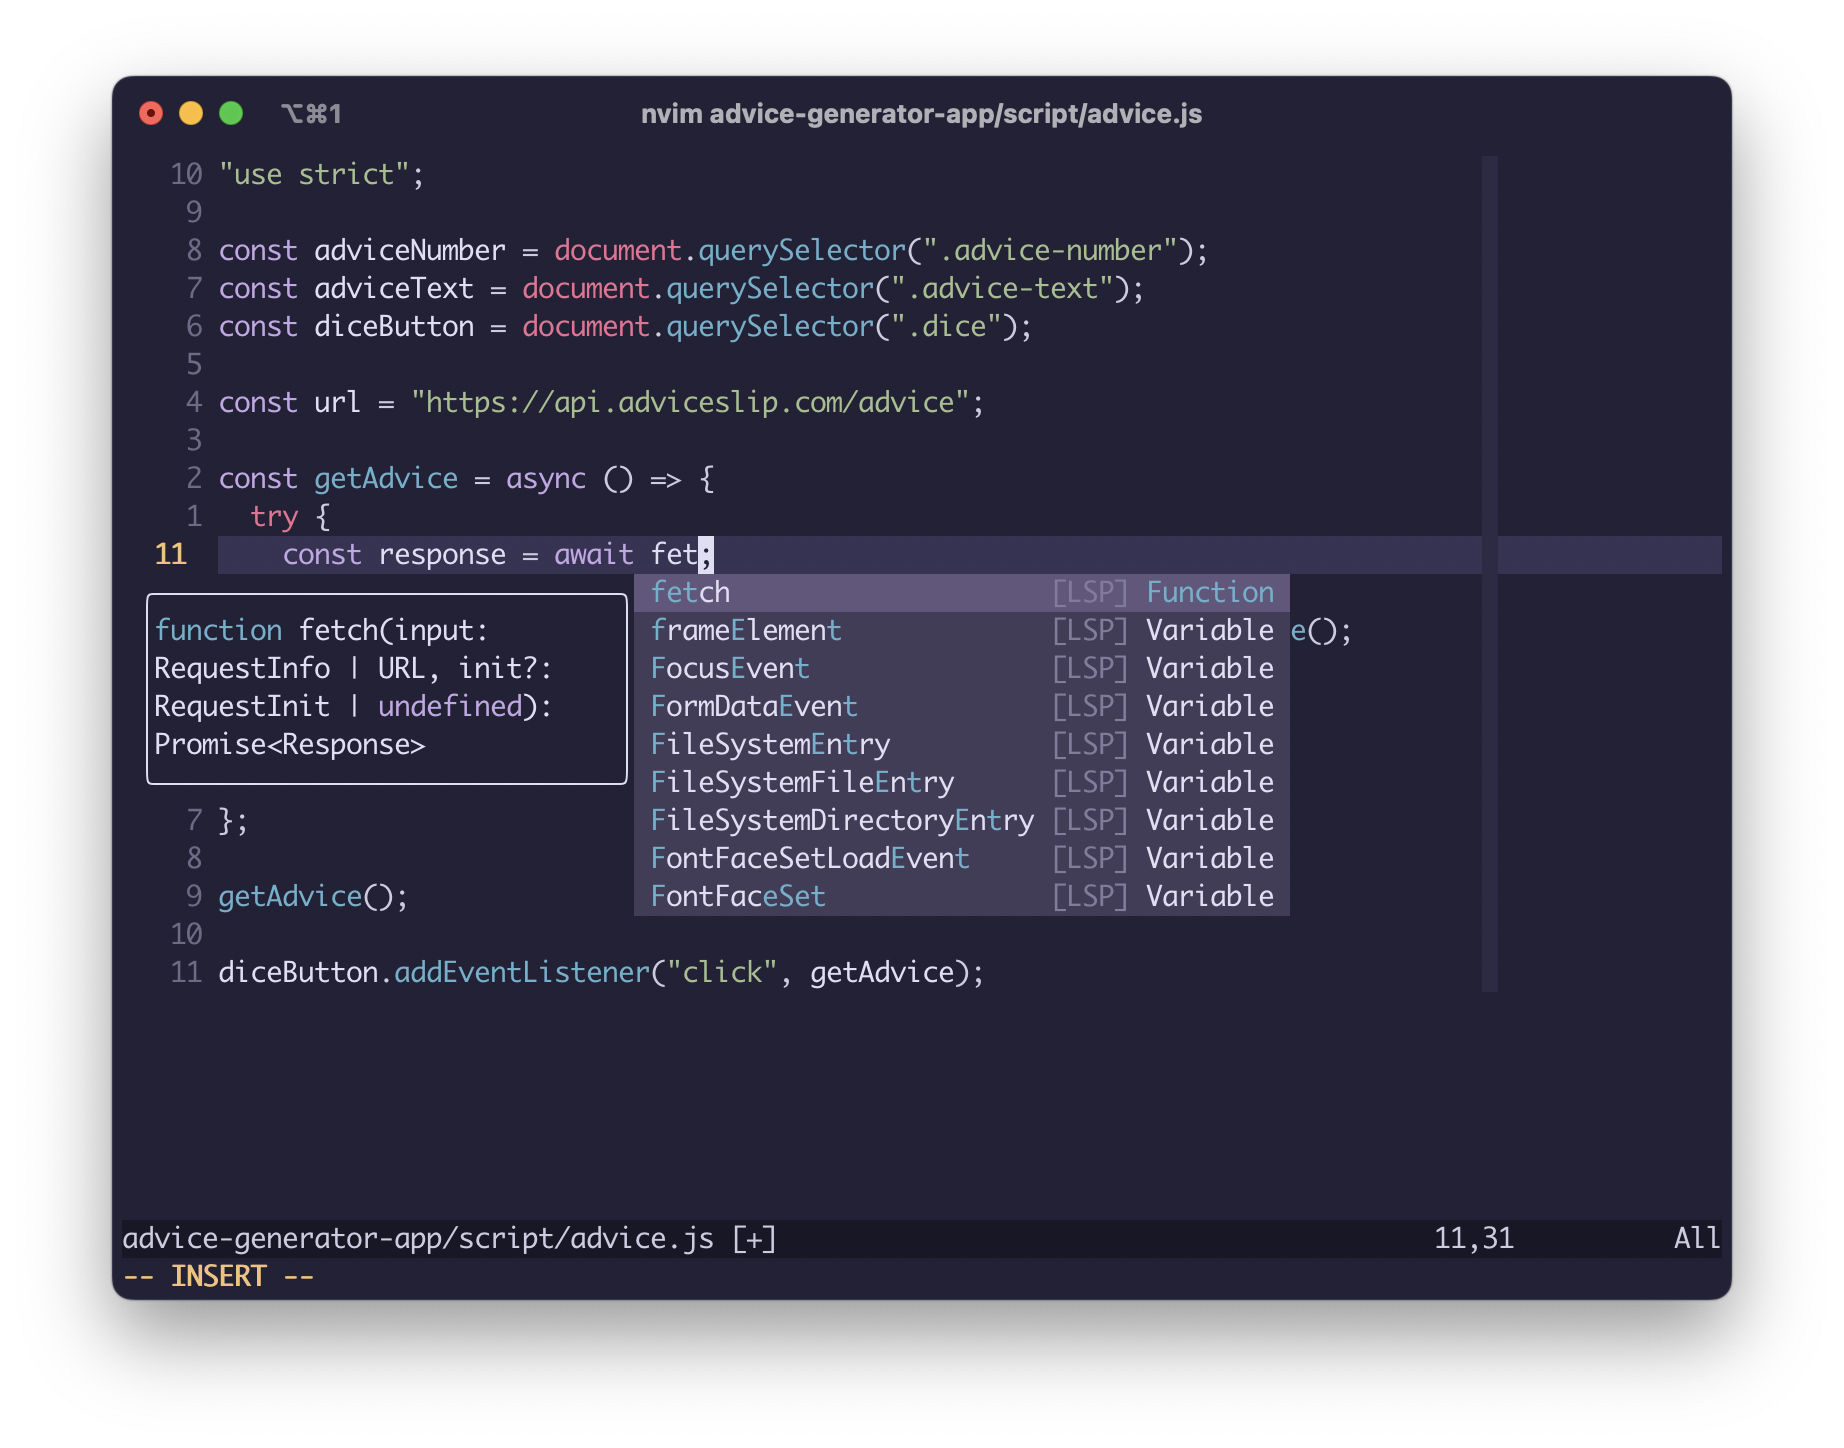 ⌥⌘1 nvim advice-generator-app/script/advice.js
10 "use strict";
9
8 const adviceNumber = document.querySelector(".advice-number");
7 const adviceText = document.querySelector(".advice-text");
6 const diceButton = document.querySelector(".dice");
5
4 const url = "https://api.adviceslip.com/advice";
3
2 const getAdvice = async () => {
1 try {
11 const response = await fet;
fetch [LSP] Function
function fetch(input: frameElement [LSP] Variable e();
RequestInfo | URL, init?: FocusEvent [LSP] Variable
RequestInit | undefined): FormDataEvent [LSP] Variable
Promise<Response> FileSystemEntry [LSP] Variable
FileSystemFileEntry [LSP] Variable
7 }; FileSystemDirectoryEntry [LSP] Variable
8 FontFaceSetLoadEvent [LSP] Variable
9 getAdvice(); FontFaceSet [LSP] Variable
10
11 diceButton.addEventListener("click", getAdvice);
advice-generator-app/script/advice.js [+] 11,31 All
-- INSERT --